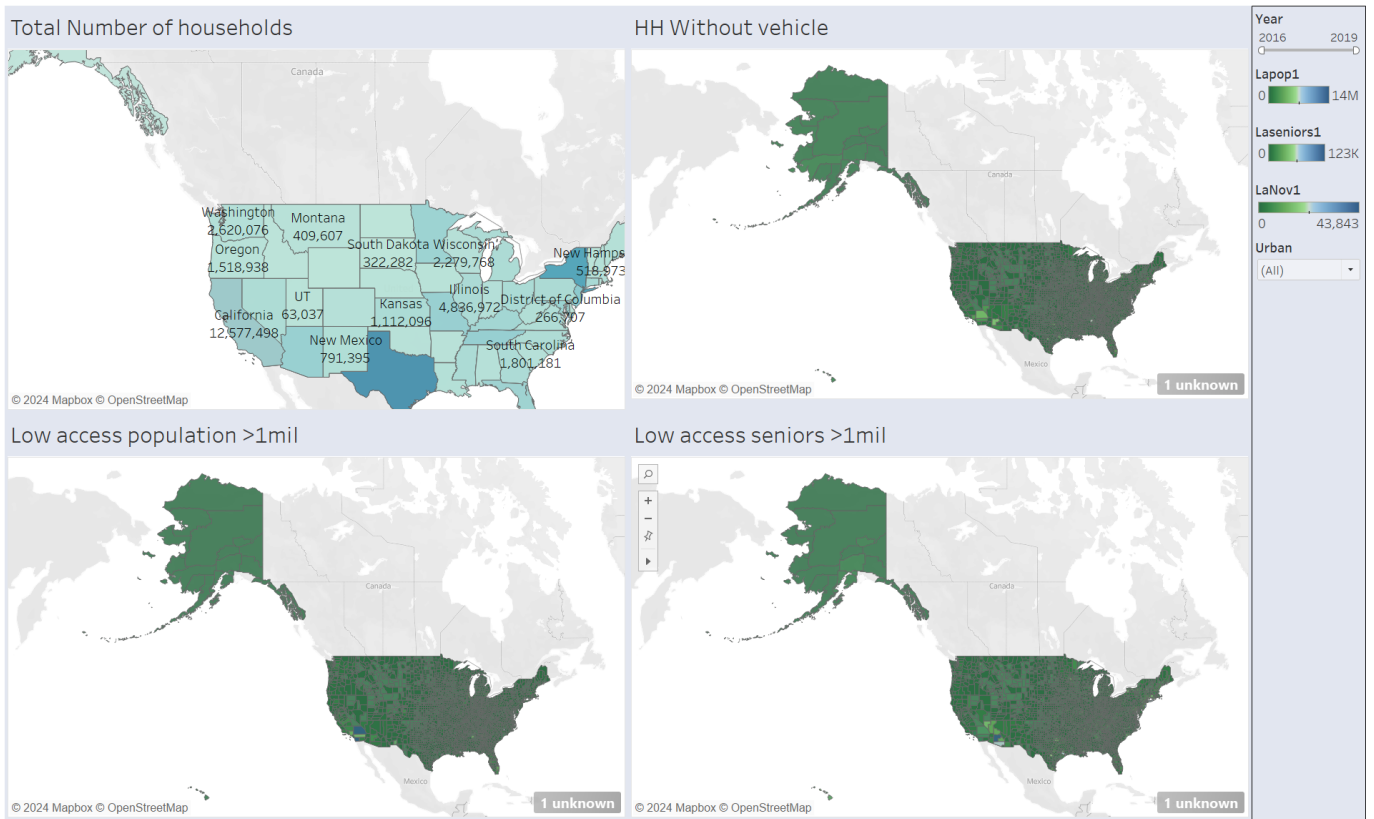 Total Number of households
Canada
Washington
2,620,076
Montana
409,607
Oregon
1,518,938
South Dakota
322,282
Wisconsin
2,279,768
New Hamps
518,973
UT
63,037
Illinois
4,836,972
Kansas
1,112,096
District of Columbia
266,707
California
12,577,498
New Mexico
791,395
South Carolina
1,801,181
© 2024 Mapbox © OpenStreetMap
HH Without vehicle
Canada
Mexico
© 2024 Mapbox © OpenStreetMap
1 unknown
Low access population >1mil
Canada
Mexico
© 2024 Mapbox © OpenStreetMap
1 unknown
Low access seniors >1mil
Canada
Mexico
© 2024 Mapbox © OpenStreetMap
1 unknown
Year
2016 2019
Lapop1
0 14M
Laseniors1
0 123K
LaNov1
0 43,843
Urban
(All)